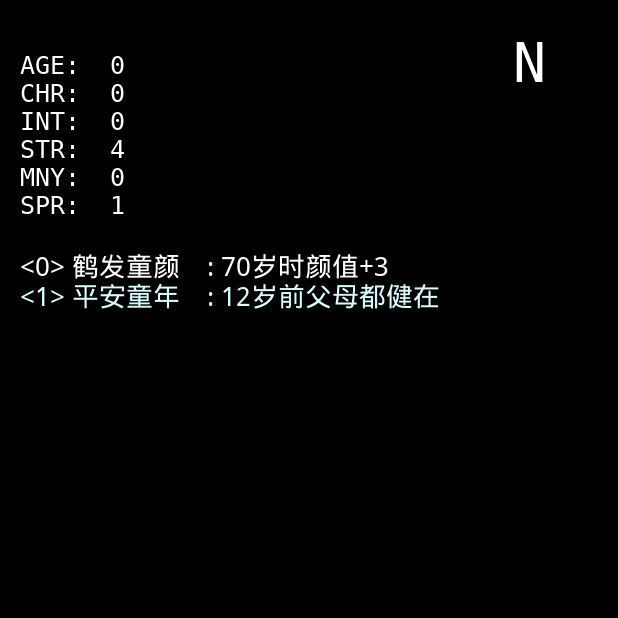 N
AGE: 0
CHR: 0
INT: 0
STR: 4
MNY: 0
SPR: 1
<0> 鹤发童颜 : 70岁时颜值+3
<1> 平安童年 : 12岁前父母都健在